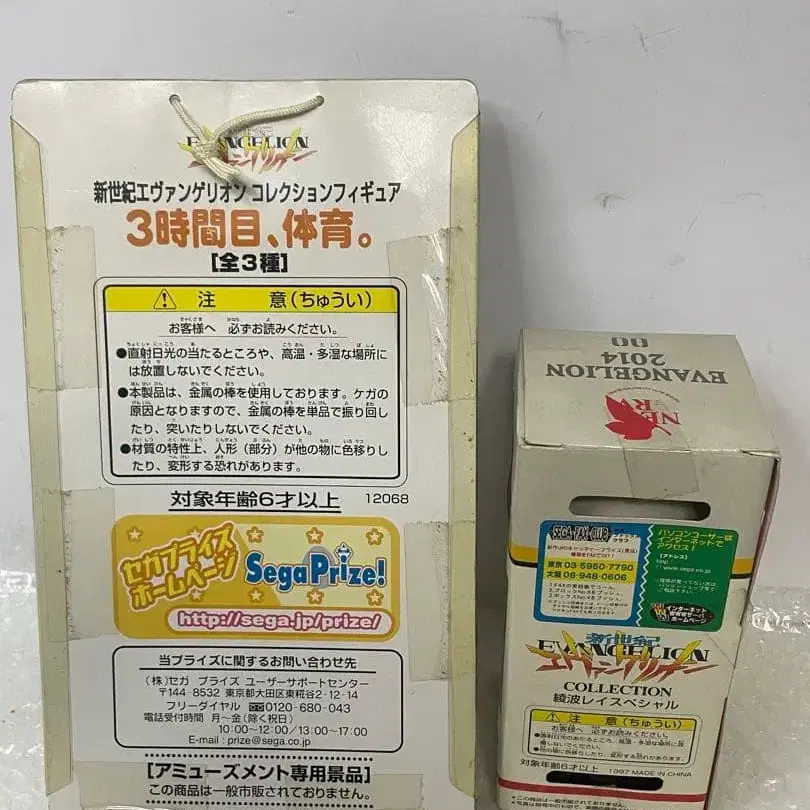 EVANGELION
新世紀エヴァンゲリオン コレクションフィギュア
3時間目、体育。
[全3種]
注 意(ちゅうい)
お客様へ 必ずお読みください。
●直射日光の当たるところや、高温・多湿な場所に
は放置しないでください。
●本製品は、金属の棒を使用しております。ケガの
原因となりますので、金属の棒を単品で振り回し
たり、突いたりしないでください。
●材質の特性上、人形(部分)が他の物に色移りし
たり、変形する恐れがあります。
対象年齢6才以上 12068
セガプライズ
ホームページ
SegaPrize!
http://sega.jp/prize/
当プライズに関するお問い合わせ先
(株)セガ プライズ ユーザーサポートセンター
〒144-8532 東京都大田区東糀谷2-12-14
フリーダイヤル 0120-680-043
電話受付時間 月〜金(除く祝日)
10:00〜12:00/13:00〜17:00
E-mail : prize@sega.co.jp
[アミューズメント専用景品]
この商品は一般市販されておりません。
EVANGELION
2014
00
NERV
SEGA FAX CLUB
東京 03-5950-7790
大阪 06-948-0606
パソコンユーザーは
インターネットで
アクセス!
[アドレス]
新世紀
EVANGELION
エヴァンゲリオン
COLLECTION
綾波レイスペシャル
注 意(ちゅうい)
お客様へ 必ずお読みください。
対象年齢6才以上 1997 MADE IN CHINA